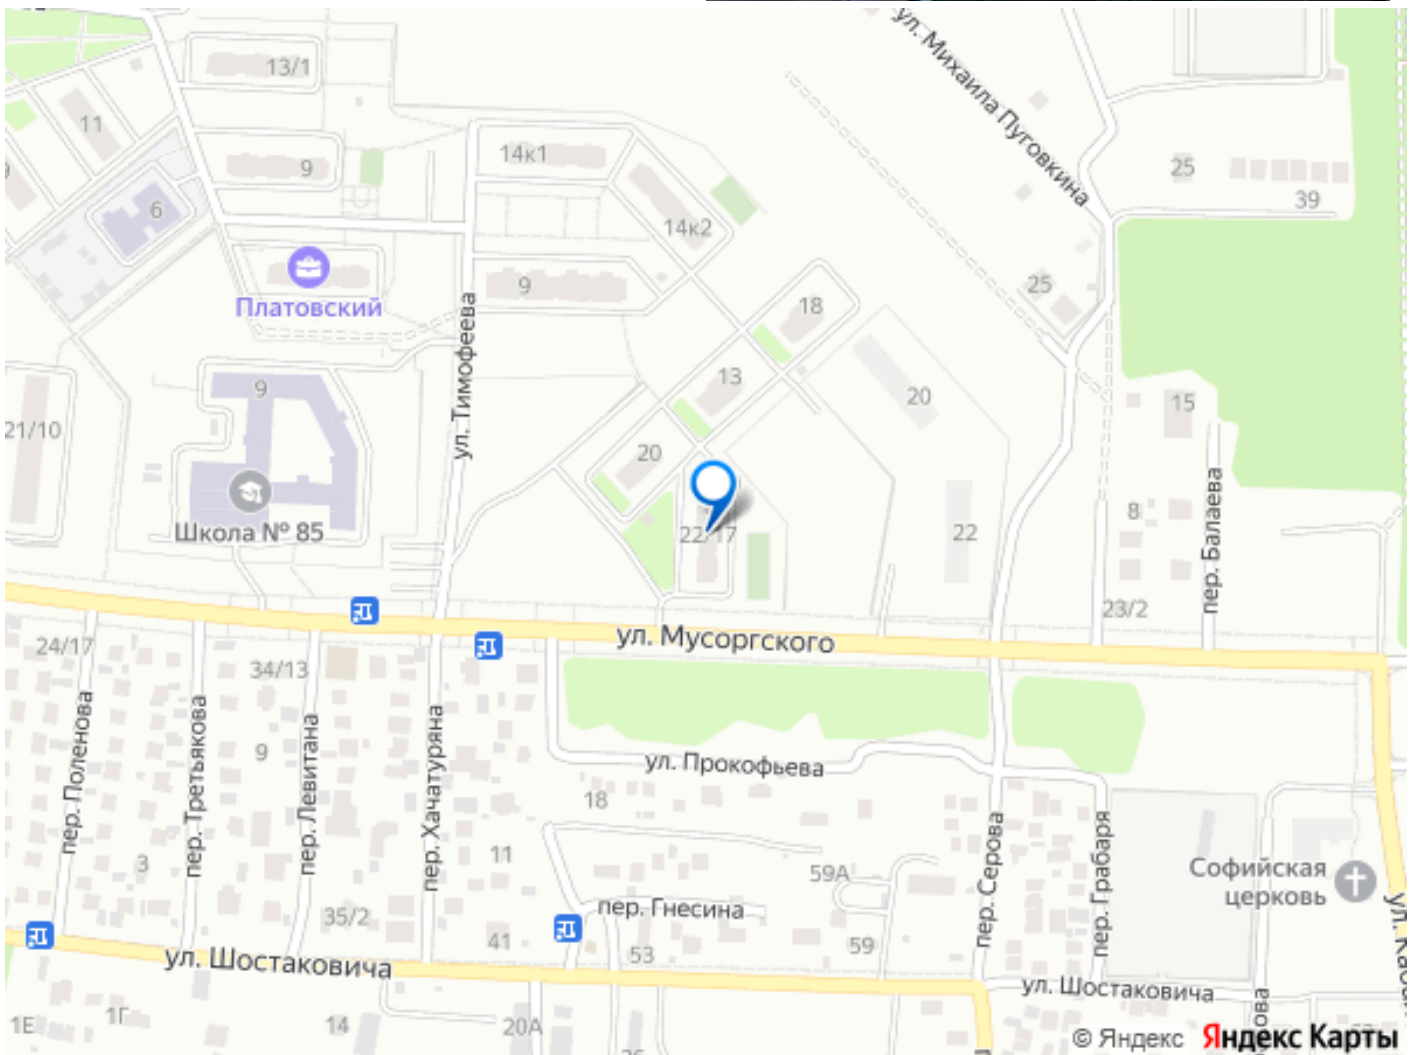 ул. Михаила Пуговкина
13/1
11
14к1
9
25
39
6
14к2
25
9
18
Платовский
ул. Тимофеева
13
20
9
15
21/10
20
Школа № 85
22/17
22
8
пер. Балаева
23/2
ул. Мусоргского
24/17
34/13
пер. Поленова
пер. Третьякова
9
пер. Левитана
пер. Хачатуряна
ул. Прокофьева
18
11
3
59А
пер. Серова
пер. Грабаря
Софийская
церковь
35/2
пер. Гнесина
41
53
59
ул. Шостаковича
ул. Шостаковича
1Е
1Г
14
20А
© Яндекс Яндекс Карты